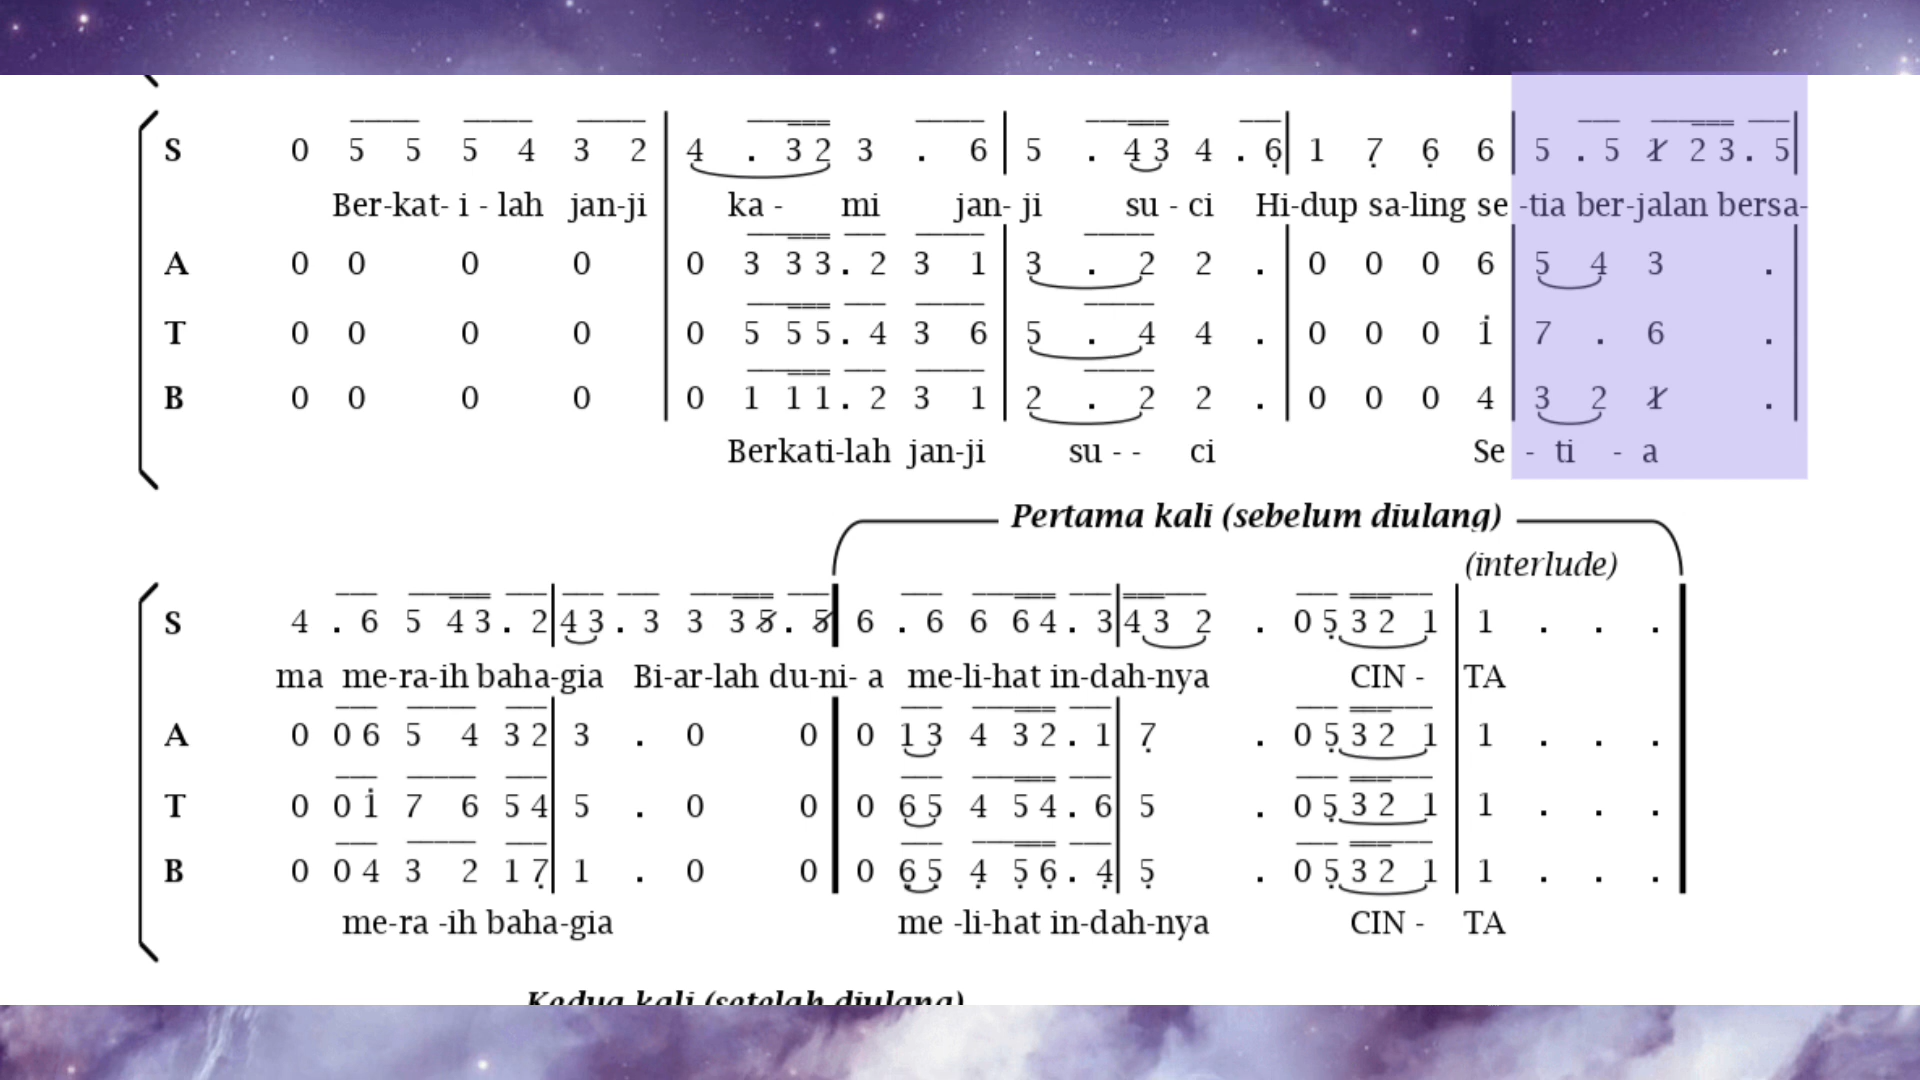 S 0 5 5 5 4 3 2 | 4 . 3 2 3 . 6 | 5 . 4 3 4 . 6̣ | 1 7̣ 6̣ 6 | 5 . 5 1̸ 2 3 . 5 |
Ber-kat- i - lah jan-ji ka - mi jan- ji su - ci Hi-dup sa-ling se -tia ber-jalan bersa-
A 0 0 0 0 0 3 3 3 . 2 3 1 | 3 . 2 2 . | 0 0 0 6 | 5 4 3 . |
T 0 0 0 0 0 5 5 5 . 4 3 6 | 5 . 4 4 . | 0 0 0 1̇ | 7 . 6 . |
B 0 0 0 0 | 0 1 1 1 . 2 3 1 | 2 . 2 2 . | 0 0 0 4 | 3 2 1̸ . |
Berkati-lah jan-ji su - - ci Se - ti - a
Pertama kali (sebelum diulang)
(interlude)
S 4 . 6 5 4 3 . 2 | 4 3 . 3 3 3 5̸ . 5̸ | 6 . 6 6 6 4 . 3 | 4 3 2 . 0 5̣ 3 2 1 | 1 . . . |
ma me-ra-ih baha-gia Bi-ar-lah du-ni- a me-li-hat in-dah-nya CIN - TA
A 0 0 6 5 4 3 2 | 3 . 0 0 | 0 1 3 4 3 2 . 1 | 7̣ . 0 5̣ 3 2 1 | 1 . . . |
T 0 0 1̇ 7 6 5 4 | 5 . 0 0 | 0 6 5 4 5 4 . 6 | 5 . 0 5̣ 3 2 1 | 1 . . . |
B 0 0 4 3 2 1 7̣ | 1 . 0 0 | 0 6̣ 5̣ 4̣ 5̣ 6̣ . 4̣ | 5̣ . 0 5̣ 3 2 1 | 1 . . . |
me-ra -ih baha-gia me -li-hat in-dah-nya CIN - TA
Kedua kali (setelah diulang)